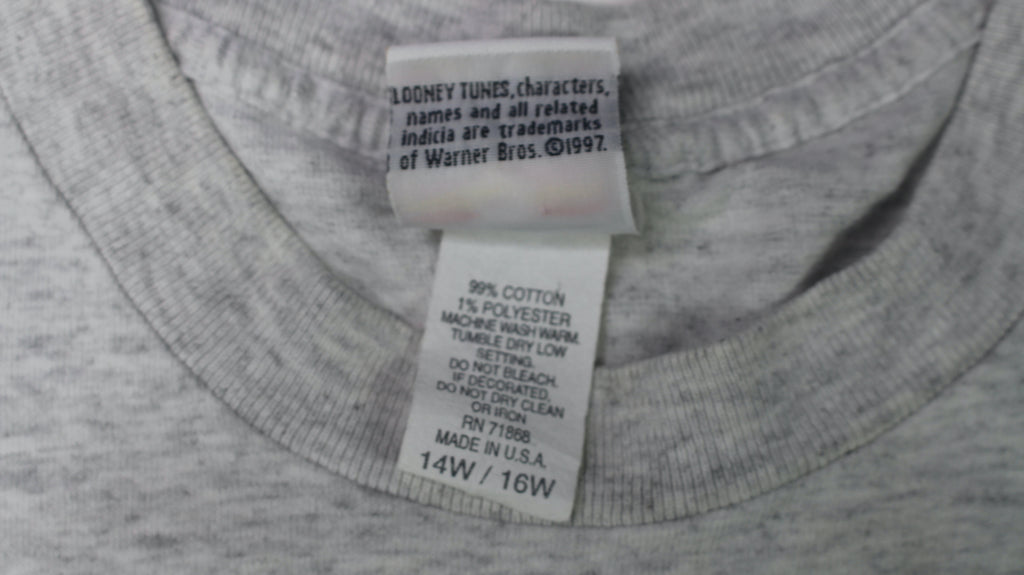 LOONEY TUNES, characters,
names and all related
indicia are trademarks
of Warner Bros. ©1997.
99% COTTON
1% POLYESTER
MACHINE WASH WARM.
TUMBLE DRY LOW
SETTING.
DO NOT BLEACH.
IF DECORATED,
DO NOT DRY CLEAN
OR IRON
RN 71868
MADE IN U.S.A.
14W / 16W